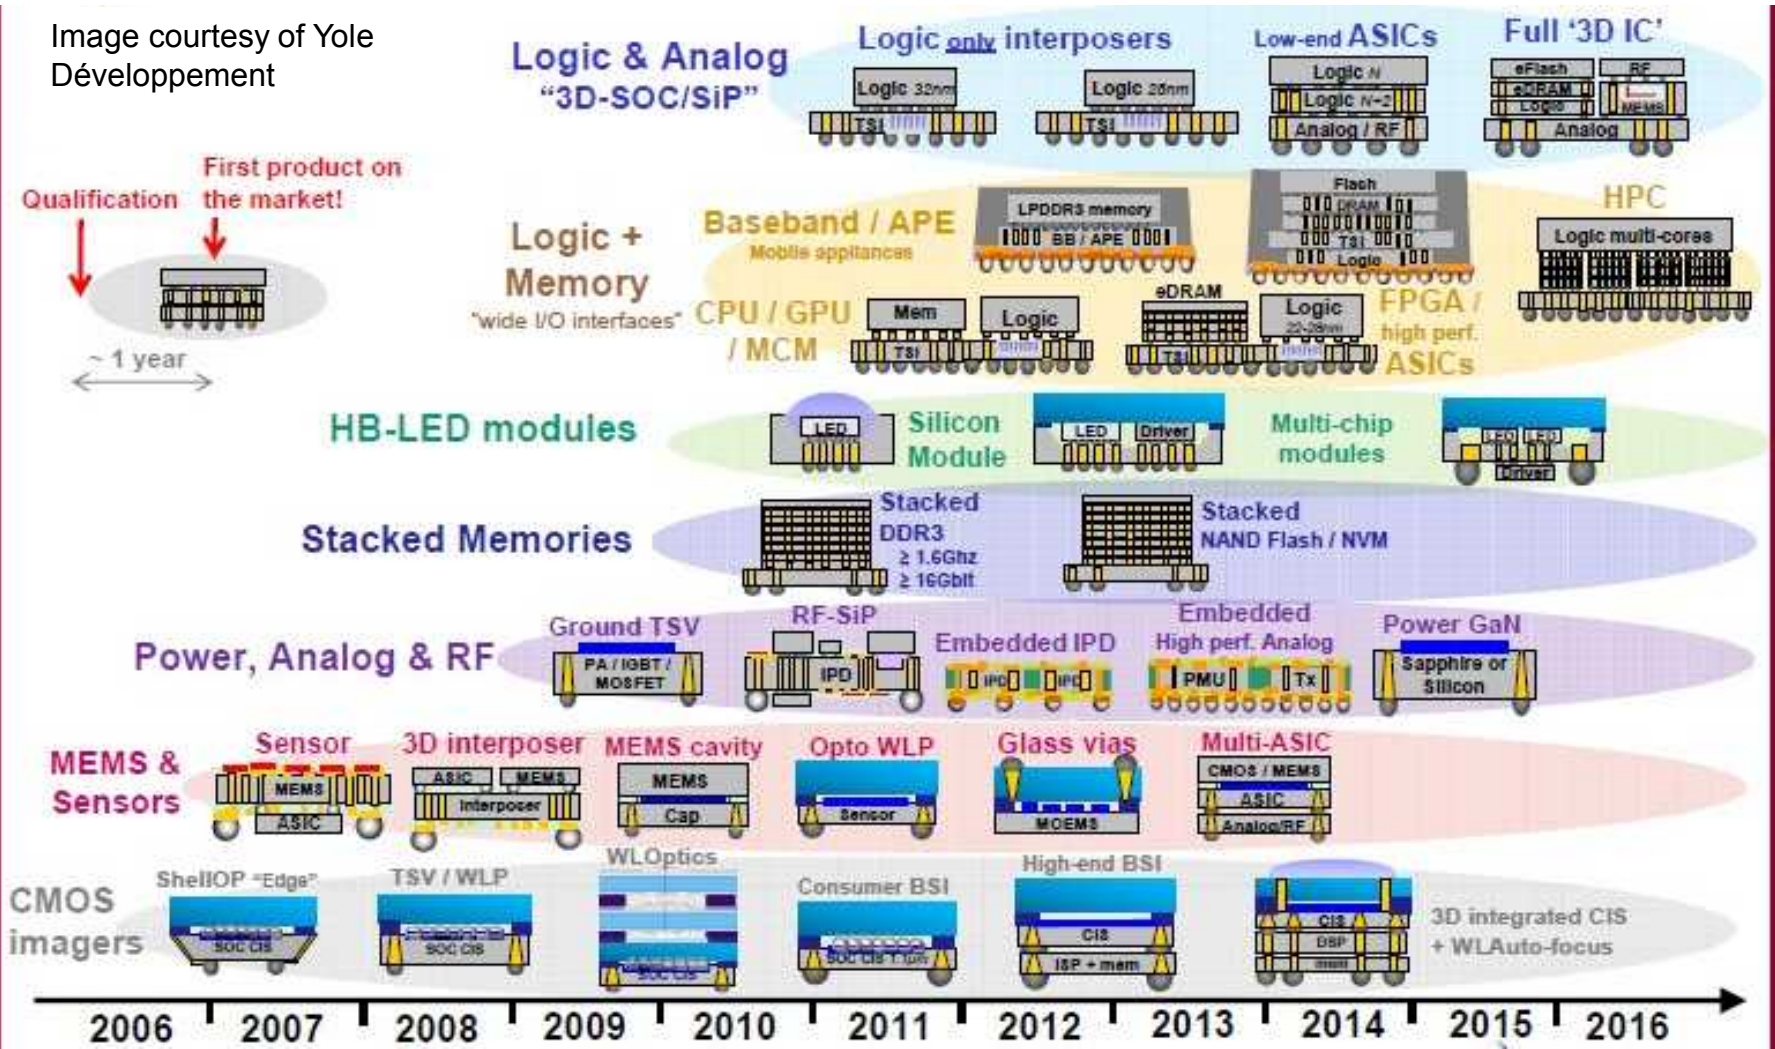 Image courtesy of Yole
Développement
Logic & Analog
“3D-SOC/SiP”
Logic only interposers
Low-end ASICs
Full ‘3D IC’
Logic 32nm
TSI
Logic 28nm
TSI
Logic N
Logic N-2
Analog / RF
eFlash
eDRAM
Logic
RF
MEMS
Analog
Qualification
First product on
the market!
~ 1 year
Logic +
Memory
"wide I/O interfaces"
Baseband / APE
Mobile appliances
LPDDR3 memory
BB / APE
Flash
DRAM
TSI
Logic
HPC
Logic multi-cores
CPU / GPU
/ MCM
Mem
TSI
Logic
eDRAM
TSI
Logic
22-28nm
FPGA /
high perf.
ASICs
HB-LED modules
LED
Silicon
Module
LED
Driver
Multi-chip
modules
LED
LED
Driver
Stacked Memories
Stacked
DDR3
≥ 1.6Ghz
≥ 16Gbit
Stacked
NAND Flash / NVM
Power, Analog & RF
Ground TSV
PA / IGBT /
MOSFET
RF-SiP
IPD
Embedded IPD
IPD
IPD
Embedded
High perf. Analog
PMU
Tx
Power GaN
Sapphire or
Silicon
MEMS &
Sensors
Sensor
MEMS
ASIC
3D interposer
ASIC
MEMS
Interposer
MEMS cavity
MEMS
Cap
Opto WLP
Sensor
Glass vias
MOEMS
Multi-ASIC
CMOS / MEMS
ASIC
Analog/RF
CMOS
imagers
ShellOP “Edge”
SOC CIS
TSV / WLP
SOC CIS
WLOptics
SOC CIS
Consumer BSI
SOC CIS 1.1µm
High-end BSI
CIS
ISP + mem
CIS
DSP
mem
3D integrated CIS
+ WLAuto-focus
2006
2007
2008
2009
2010
2011
2012
2013
2014
2015
2016